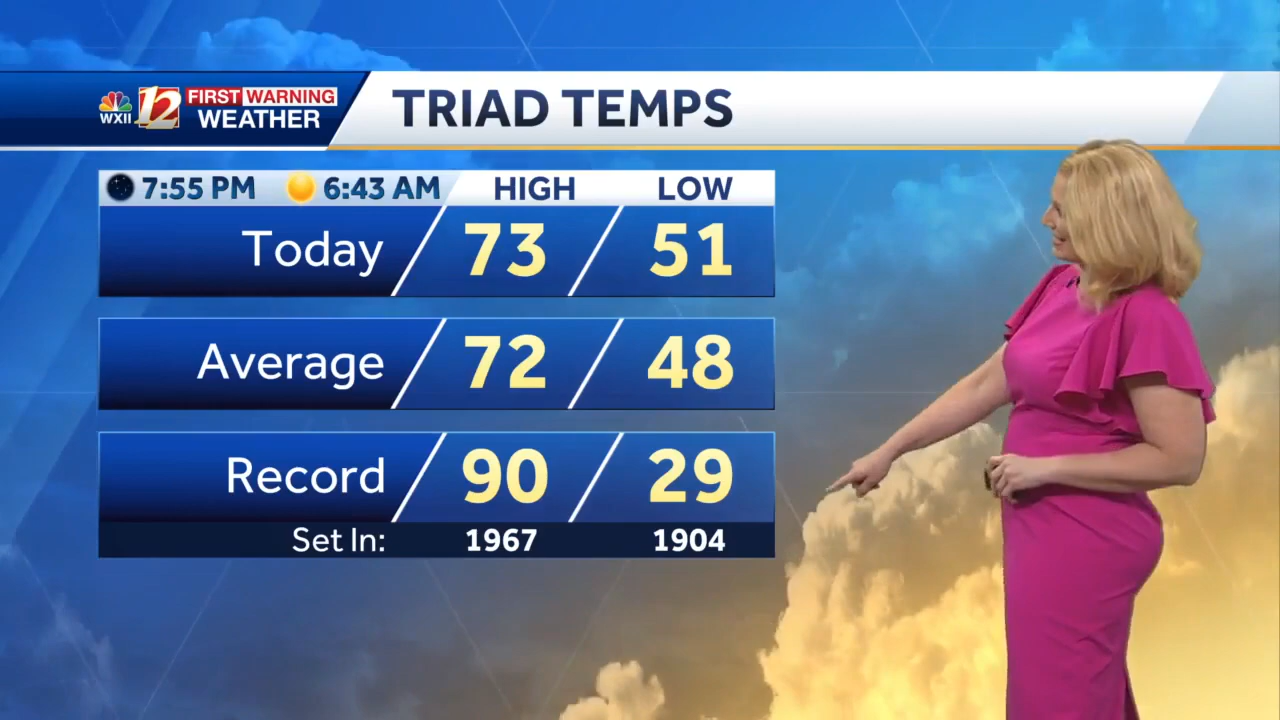 WXII 12 FIRST WARNING WEATHER
TRIAD TEMPS
7:55 PM 6:43 AM HIGH LOW
Today 73 51
Average 72 48
Record 90 29
Set In: 1967 1904